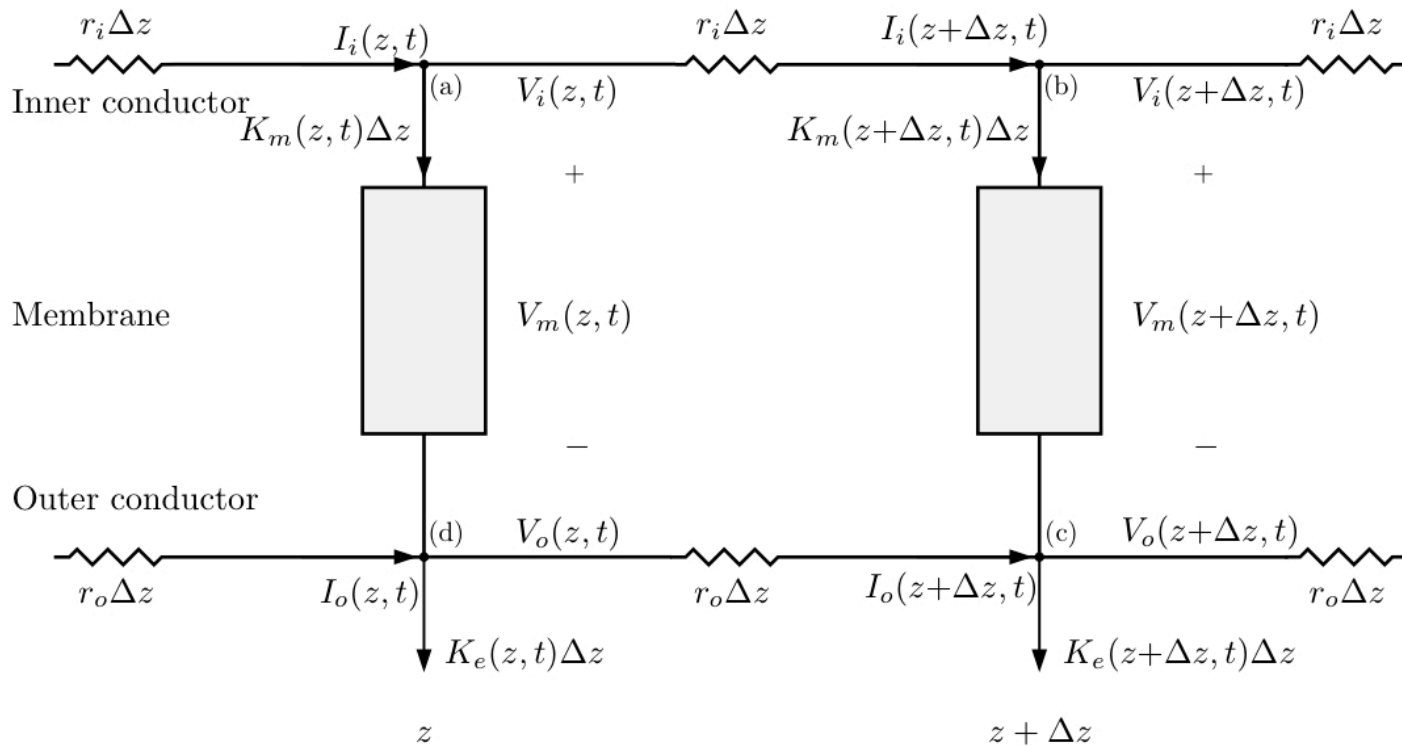 r_iΔz I_i(z,t) r_iΔz I_i(z+Δz,t) r_iΔz
(a) V_i(z,t) (b) V_i(z+Δz,t)
Inner conductor
K_m(z,t)Δz K_m(z+Δz,t)Δz
+ +
Membrane V_m(z,t) V_m(z+Δz,t)
− −
Outer conductor
(d) V_o(z,t) (c) V_o(z+Δz,t)
r_oΔz I_o(z,t) r_oΔz I_o(z+Δz,t) r_oΔz
K_e(z,t)Δz K_e(z+Δz,t)Δz
z z + Δz